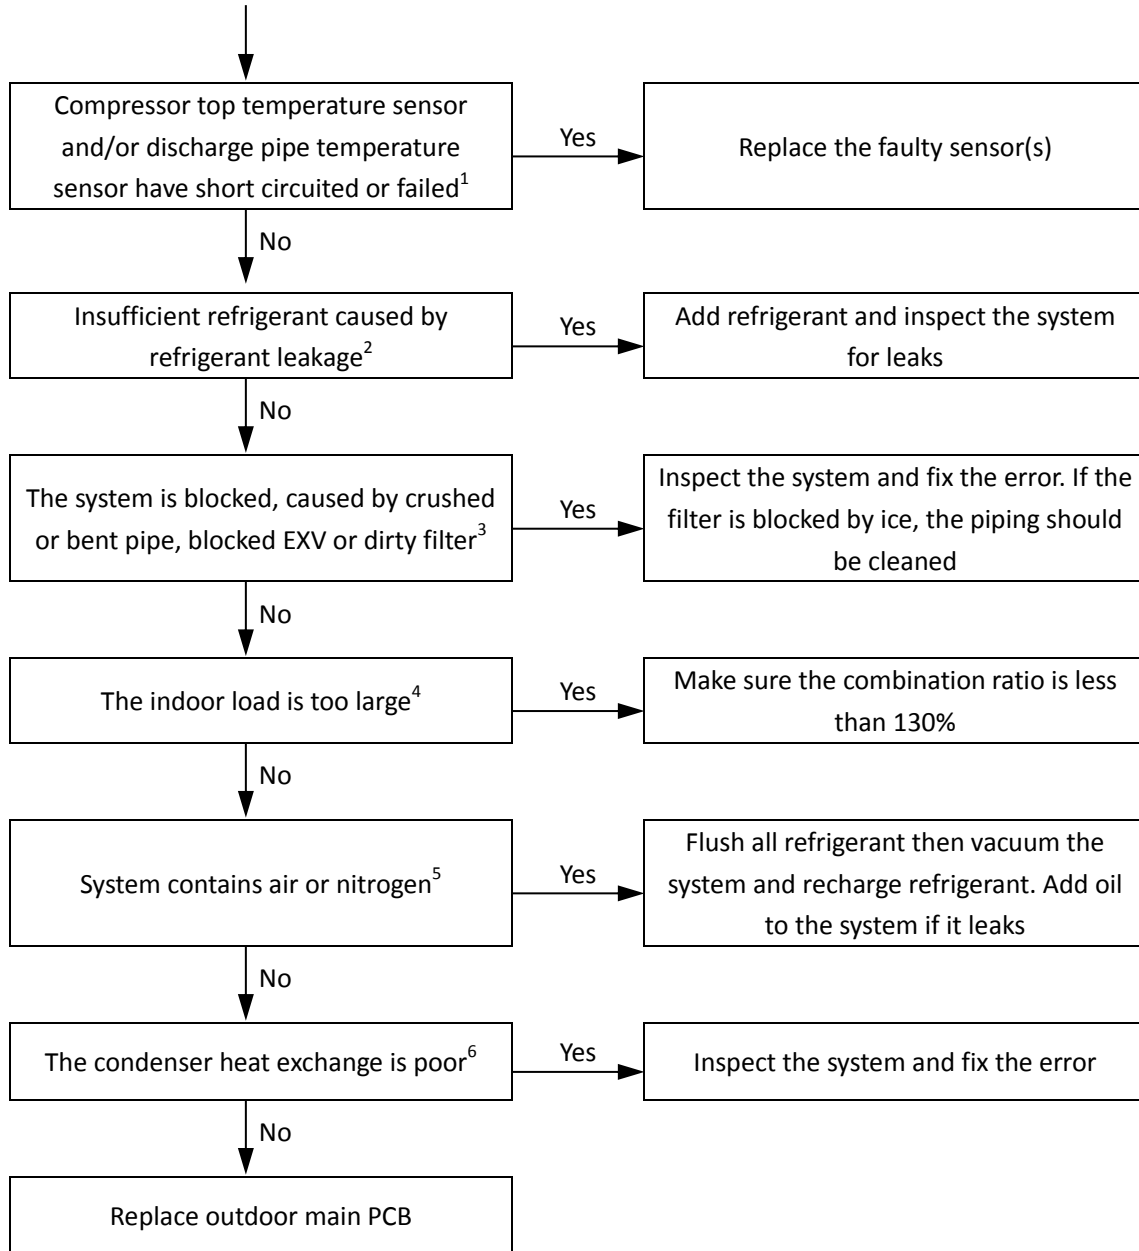 Compressor top temperature sensor
and/or discharge pipe temperature
sensor have short circuited or failed1
Yes
Replace the faulty sensor(s)
No
Insufficient refrigerant caused by
refrigerant leakage2
Yes
Add refrigerant and inspect the system
for leaks
No
The system is blocked, caused by crushed
or bent pipe, blocked EXV or dirty filter3
Yes
Inspect the system and fix the error. If the
filter is blocked by ice, the piping should
be cleaned
No
The indoor load is too large4
Yes
Make sure the combination ratio is less
than 130%
No
System contains air or nitrogen5
Yes
Flush all refrigerant then vacuum the
system and recharge refrigerant. Add oil
to the system if it leaks
No
The condenser heat exchange is poor6
Yes
Inspect the system and fix the error
No
Replace outdoor main PCB